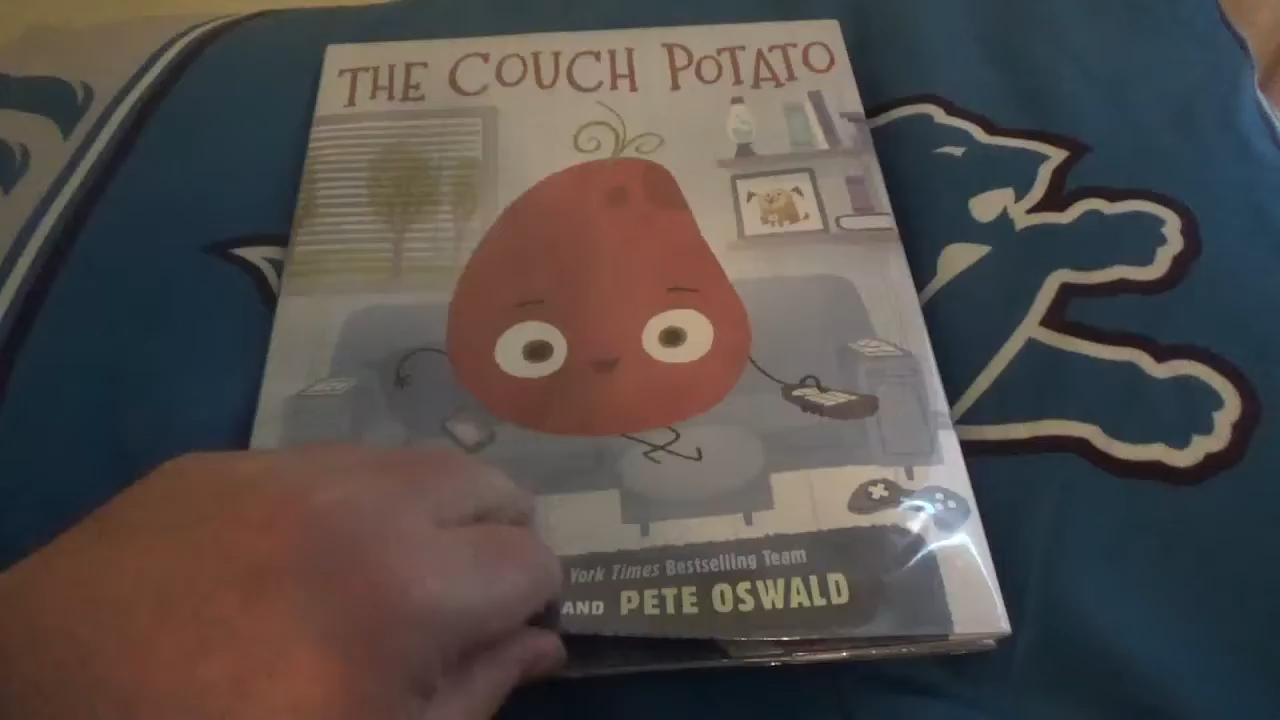 THE COUCH POTATO
York Times Bestselling Team
AND PETE OSWALD